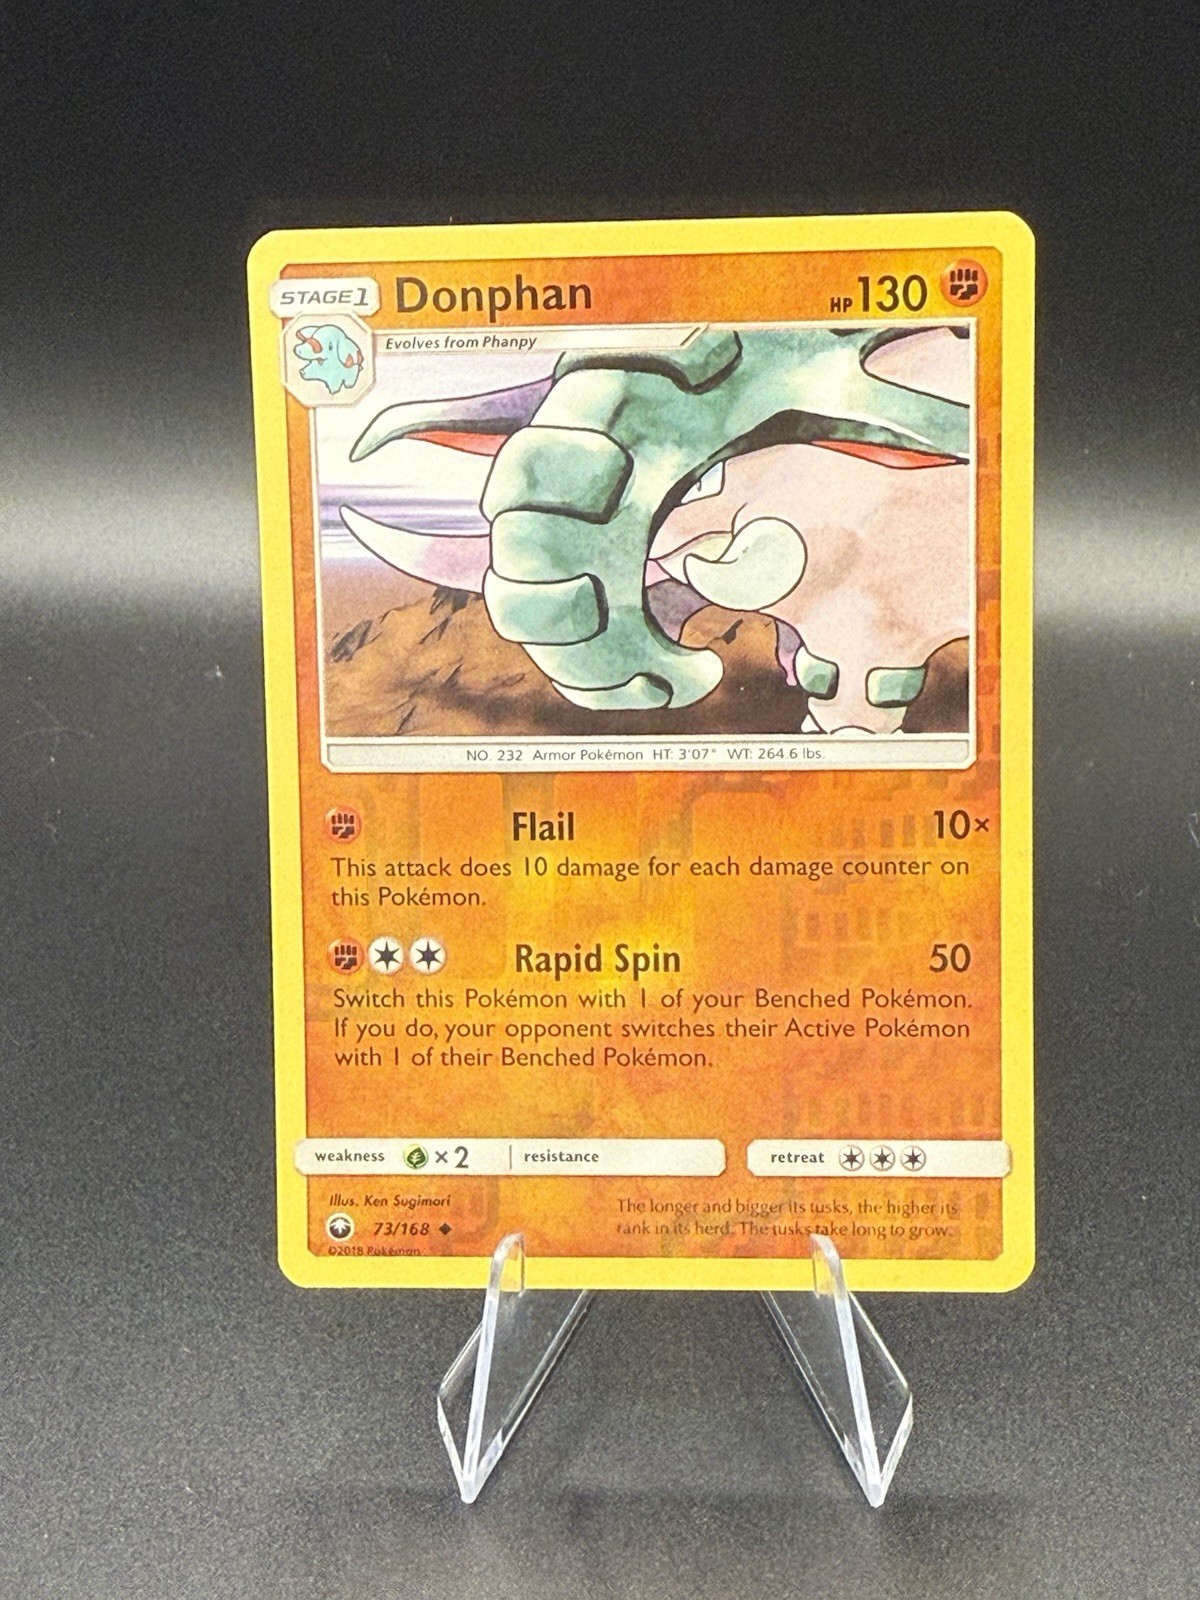 STAGE 1 Donphan HP 130
Evolves from Phanpy
NO. 232 Armor Pokémon HT: 3'07" WT: 264.6 lbs.
Flail 10×
This attack does 10 damage for each damage counter on
this Pokémon.
Rapid Spin 50
Switch this Pokémon with 1 of your Benched Pokémon.
If you do, your opponent switches their Active Pokémon
with 1 of their Benched Pokémon.
weakness ×2 resistance retreat
Illus. Ken Sugimori
73/168
©2018 Pokémon
The longer and bigger its tusks, the higher its
rank in its herd. The tusks take long to grow.